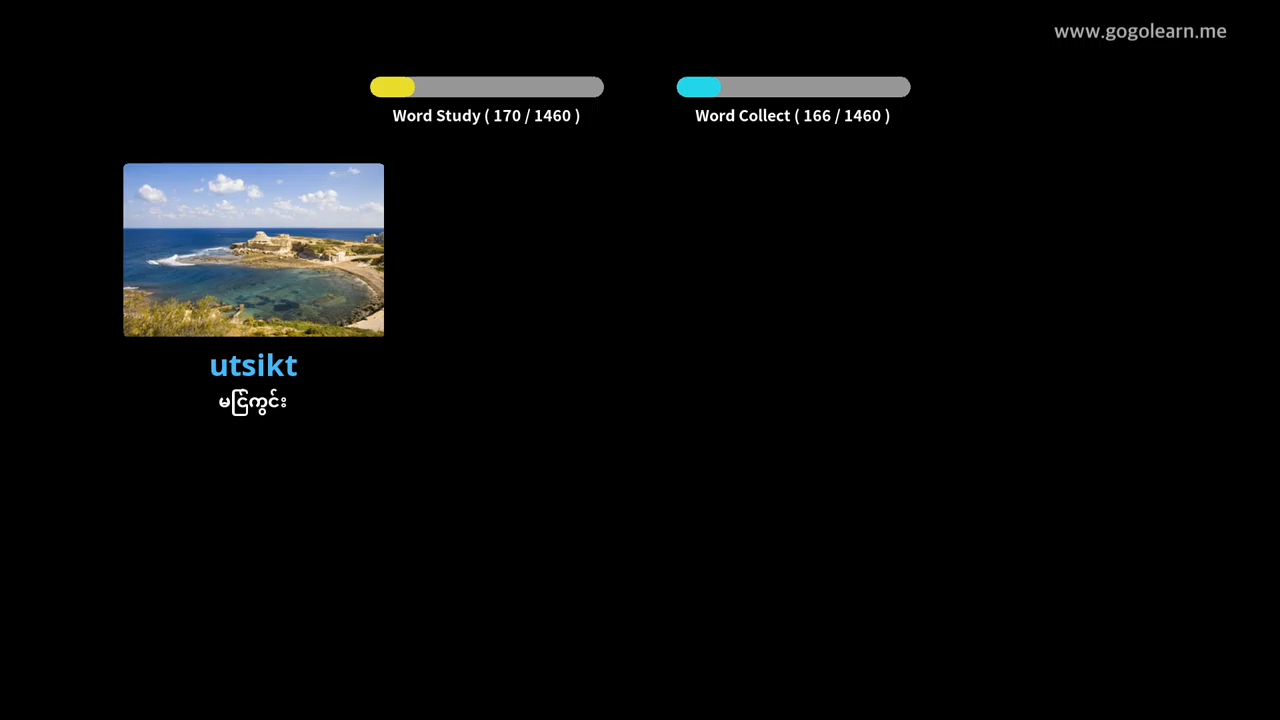 www.gogolearn.me
Word Study ( 170 / 1460 )
Word Collect ( 166 / 1460 )
utsikt
မြင်ကွင်း